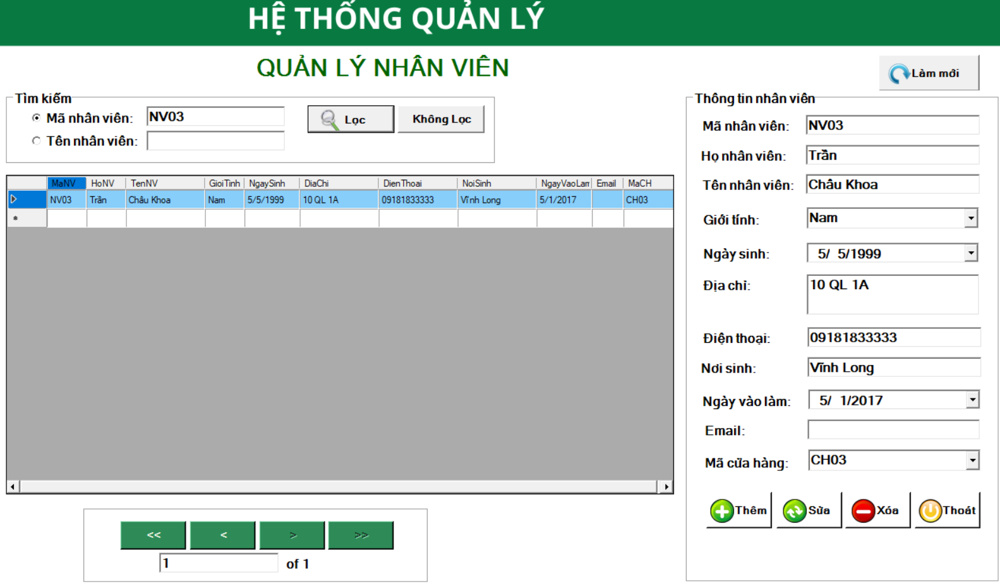 HỆ THỐNG QUẢN LÝ
QUẢN LÝ NHÂN VIÊN
Làm mới
Tìm kiếm
Mã nhân viên: NV03
Lọc
Không Lọc
Tên nhân viên:
MaNV HoNV TenNV GioiTinh NgaySinh DiaChi DienThoai NoiSinh NgayVaoLam Email MaCH
NV03 Trần Châu Khoa Nam 5/5/1999 10 QL 1A 09181833333 Vĩnh Long 5/1/2017 CH03
*
<< < > >>
1 of 1
Thông tin nhân viên
Mã nhân viên: NV03
Họ nhân viên: Trần
Tên nhân viên: Châu Khoa
Giới tính: Nam
Ngày sinh: 5/ 5/1999
Địa chỉ: 10 QL 1A
Điện thoại: 09181833333
Nơi sinh: Vĩnh Long
Ngày vào làm: 5/ 1/2017
Email:
Mã cửa hàng: CH03
Thêm Sửa Xóa Thoát